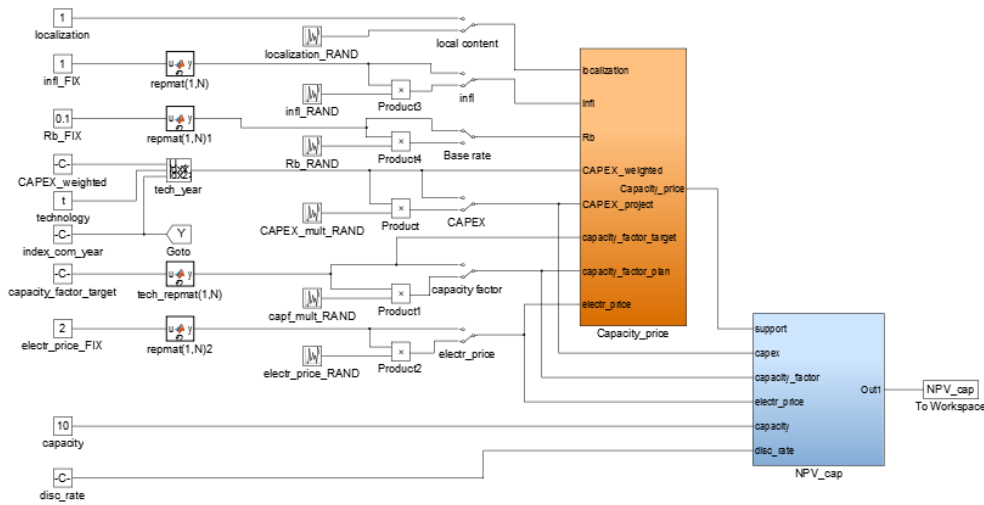 1
localization
localization_RAND
local content
1
infl_FIX
u
y
repmat(1,N)
infl_RAND
×
Product3
infl
0.1
Rb_FIX
u
y
repmat(1,N)1
Rb_RAND
×
Product4
Base rate
-C-
CAPEX_weighted
tech_year
t
technology
CAPEX_mult_RAND
×
Product
CAPEX
-C-
index_com_year
Y
Goto
-C-
capacity_factor_target
u
y
tech_repmat(1,N)
capf_mult_RAND
×
Product1
capacity factor
2
electr_price_FIX
u
y
repmat(1,N)2
electr_price_RAND
×
Product2
electr_price
localization
infl
Rb
CAPEX_weighted
Capacity_price
CAPEX_project
capacity_factor_target
capacity_factor_plan
electr_price
Capacity_price
10
capacity
-C-
disc_rate
support
capex
capacity_factor
electr_price
capacity
disc_rate
Out1
NPV_cap
NPV_cap
To Workspace